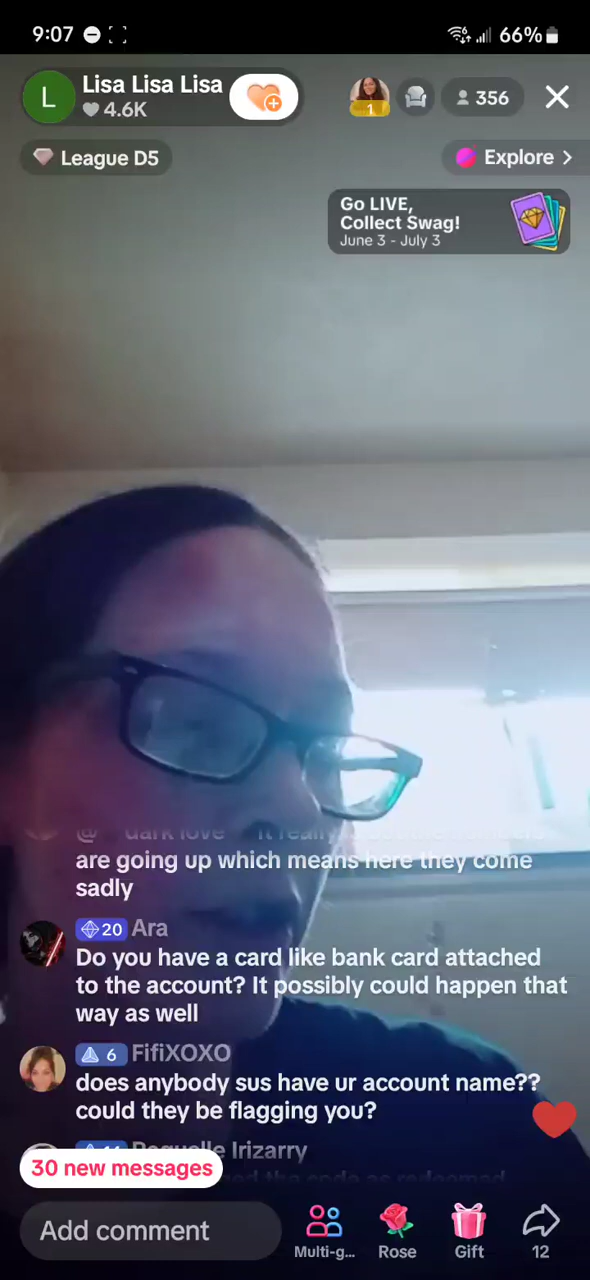 9:07
66%
L
Lisa Lisa Lisa
4.6K
1
356
League D5
Explore >
Go LIVE,
Collect Swag!
June 3 - July 3
are going up which means here they come
sadly
20 Ara
Do you have a card like bank card attached
to the account? It possibly could happen that
way as well
6 FifiXOXO
does anybody sus have ur account name??
could they be flagging you?
Irizarry
30 new messages
Add comment
Multi-g...
Rose
Gift
12